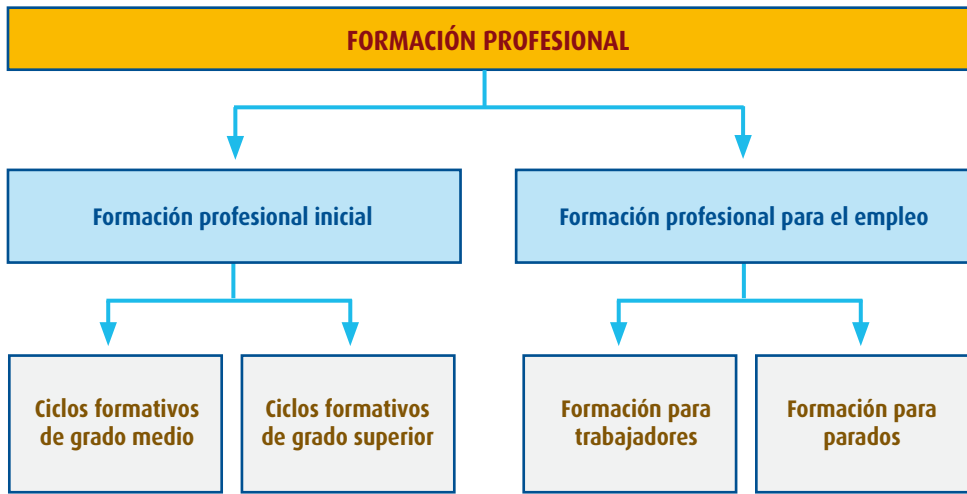 FORMACIÓN PROFESIONAL
Formación profesional inicial
Formación profesional para el empleo
Ciclos formativos
de grado medio
Ciclos formativos
de grado superior
Formación para
trabajadores
Formación para
parados